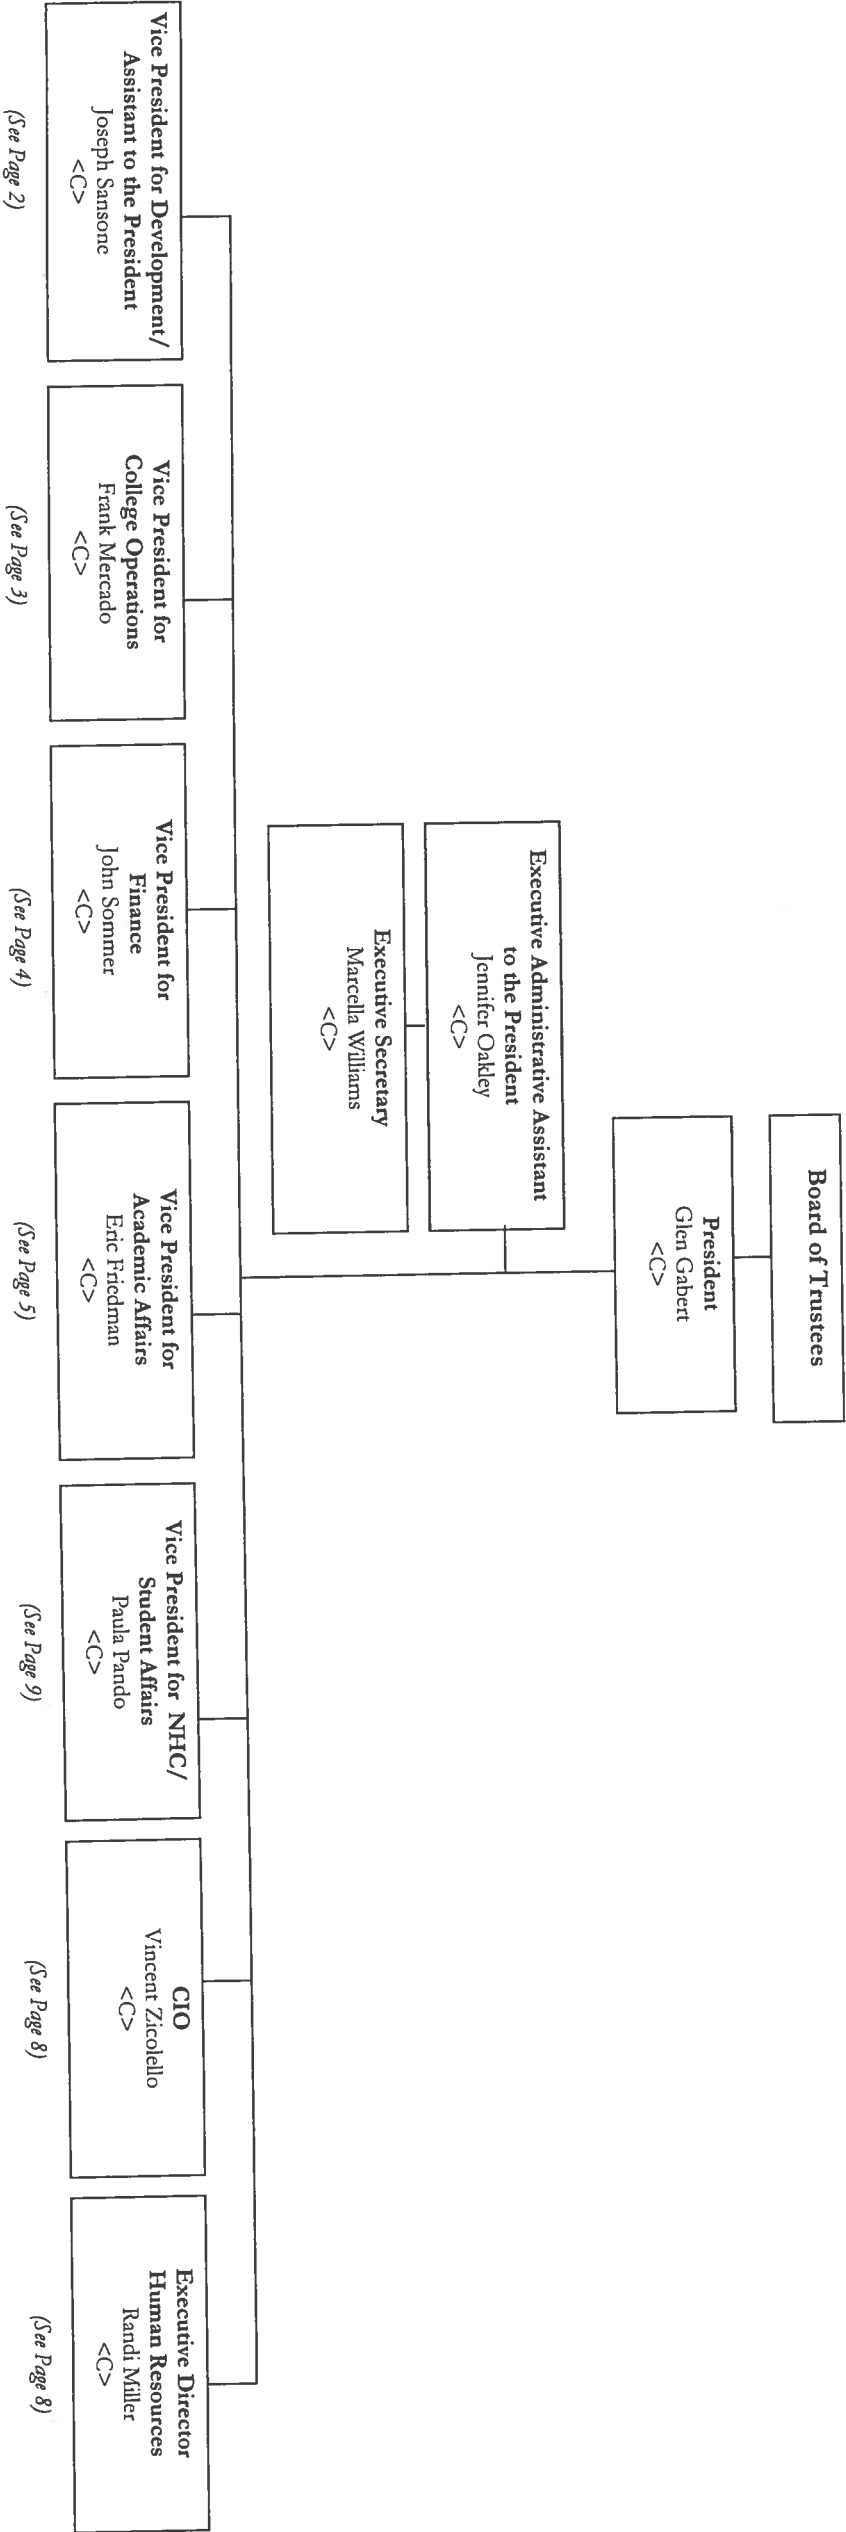 Board of Trustees
President
Glen Gabert
<C>
Executive Administrative Assistant
to the President
Jennifer Oakley
<C>
Executive Secretary
Marcella Williams
<C>
Vice President for Development/
Assistant to the President
Joseph Sansone
<C>
(See Page 2)
Vice President for
College Operations
Frank Mercado
<C>
(See Page 3)
Vice President for
Finance
John Sommer
<C>
(See Page 4)
Vice President for
Academic Affairs
Eric Friedman
<C>
(See Page 5)
Vice President for NHC/
Student Affairs
Paula Pando
<C>
(See Page 9)
CIO
Vincent Zicolello
<C>
(See Page 8)
Executive Director
Human Resources
Randi Miller
<C>
(See Page 8)